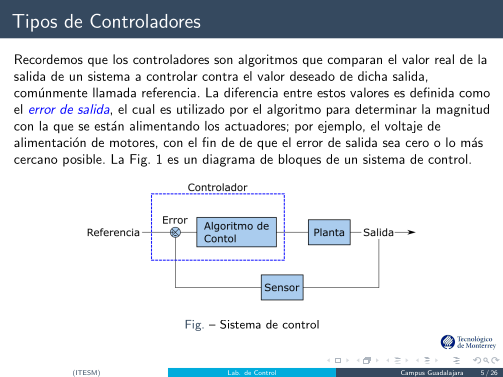 Tipos de Controladores
Recordemos que los controladores son algoritmos que comparan el valor real de la
salida de un sistema a controlar contra el valor deseado de dicha salida,
comúnmente llamada referencia. La diferencia entre estos valores es definida como
el error de salida, el cual es utilizado por el algoritmo para determinar la magnitud
con la que se están alimentando los actuadores; por ejemplo, el voltaje de
alimentación de motores, con el fin de de que el error de salida sea cero o lo más
cercano posible. La Fig. 1 es un diagrama de bloques de un sistema de control.
Controlador
Referencia
Error
Algoritmo de
Contol
Planta
Salida
Sensor
Fig. – Sistema de control
Tecnológico
de Monterrey
(ITESM)
Lab. de Control
Campus Guadalajara
5 / 26